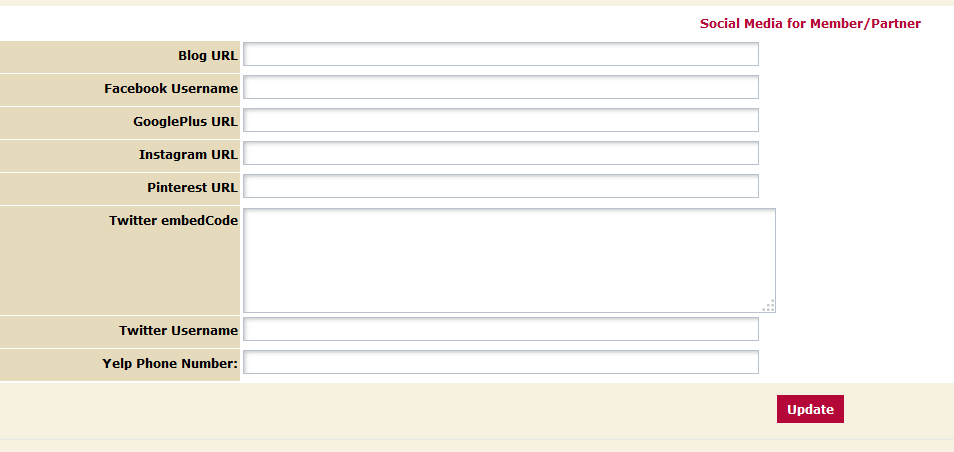 Social Media for Member/Partner
Blog URL
Facebook Username
GooglePlus URL
Instagram URL
Pinterest URL
Twitter embedCode
Twitter Username
Yelp Phone Number:
Update